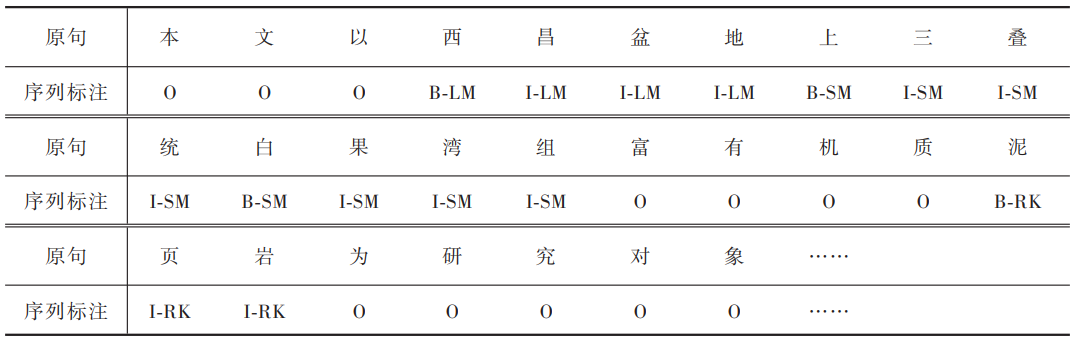 原句 本 文 以 西 昌 盆 地 上 三 叠
序列标注 O O O B-LM I-LM I-LM I-LM B-SM I-SM I-SM
原句 统 白 果 湾 组 富 有 机 质 泥
序列标注 I-SM B-SM I-SM I-SM I-SM O O O O B-RK
原句 页 岩 为 研 究 对 象 ……
序列标注 I-RK I-RK O O O O O ……